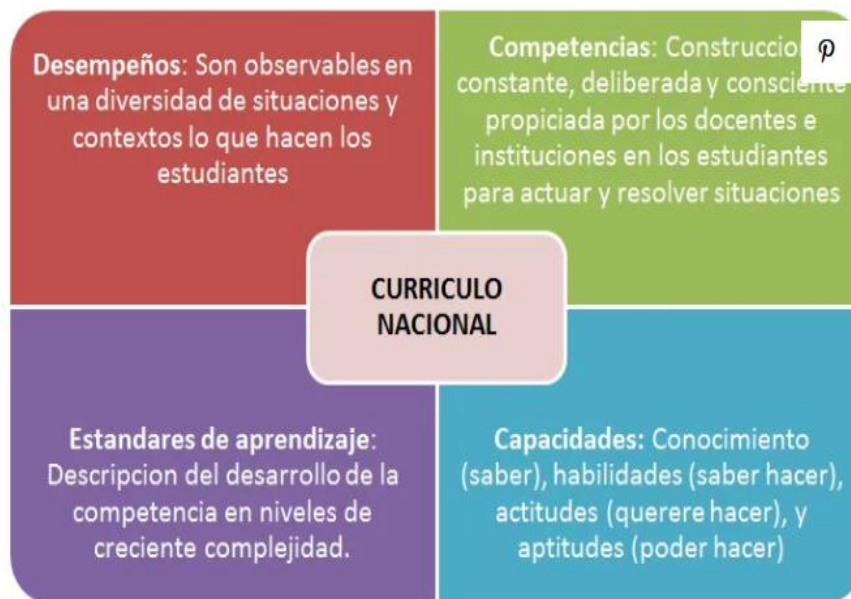 Desempeños: Son observables en
una diversidad de situaciones y
contextos lo que hacen los
estudiantes
Competencias: Construccion
constante, deliberada y consciente
propiciada por los docentes e
instituciones en los estudiantes
para actuar y resolver situaciones
CURRICULO
NACIONAL
Estandares de aprendizaje:
Descripcion del desarrollo de la
competencia en niveles de
creciente complejidad.
Capacidades: Conocimiento
(saber), habilidades (saber hacer),
actitudes (querere hacer), y
aptitudes (poder hacer)